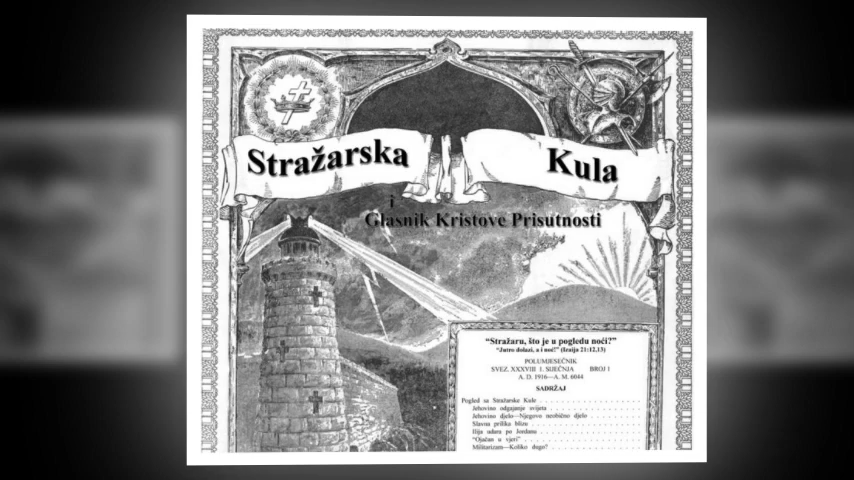 Stražarska Kula
i
Glasnik Kristove Prisutnosti
“Stražaru, što je u pogledu noći?”
“Jutro dolazi, a i noć!” (Izaija 21:12,13)
POLUMJESEČNIK
SVEZ. XXXVIII 1. SIJEČNJA BROJ 1
A. D. 1916—A. M. 6044
SADRŽAJ
Pogled sa Stražarske Kule
Jehovino odgajanje svijeta
Jehovino djelo—Njegovo neobično djelo
Slavna prilika blizu
Ilija udara po Jordanu
“Ojačan u vjeri”
Militarizam—Koliko dugo?